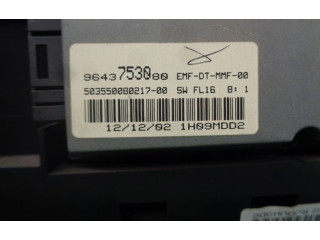 9643753080 EMF-DT-MMF-00
503550080217-00 SW FL16 B: 1
12/12/02 1H09MDD2